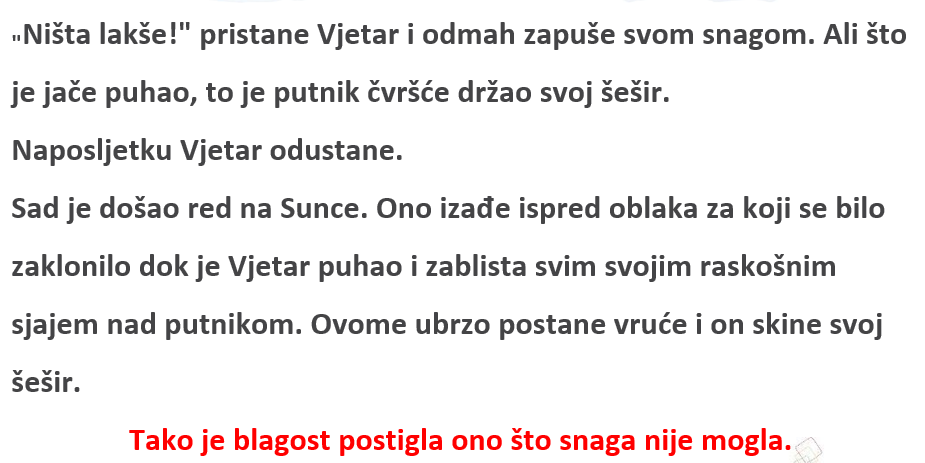 "Ništa lakše!" pristane Vjetar i odmah zapuše svom snagom. Ali što
je jače puhao, to je putnik čvršće držao svoj šešir.
Naposljetku Vjetar odustane.
Sad je došao red na Sunce. Ono izađe ispred oblaka za koji se bilo
zaklonilo dok je Vjetar puhao i zablista svim svojim raskošnim
sjajem nad putnikom. Ovome ubrzo postane vruće i on skine svoj
šešir.
Tako je blagost postigla ono što snaga nije mogla.